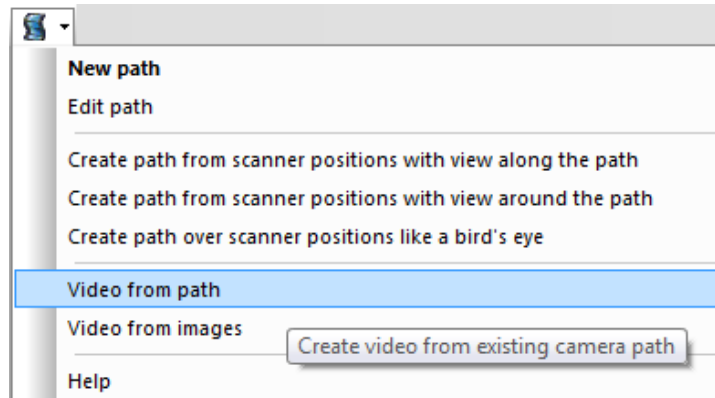 New path
Edit path
Create path from scanner positions with view along the path
Create path from scanner positions with view around the path
Create path over scanner positions like a bird's eye
Video from path
Video from images
Create video from existing camera path
Help